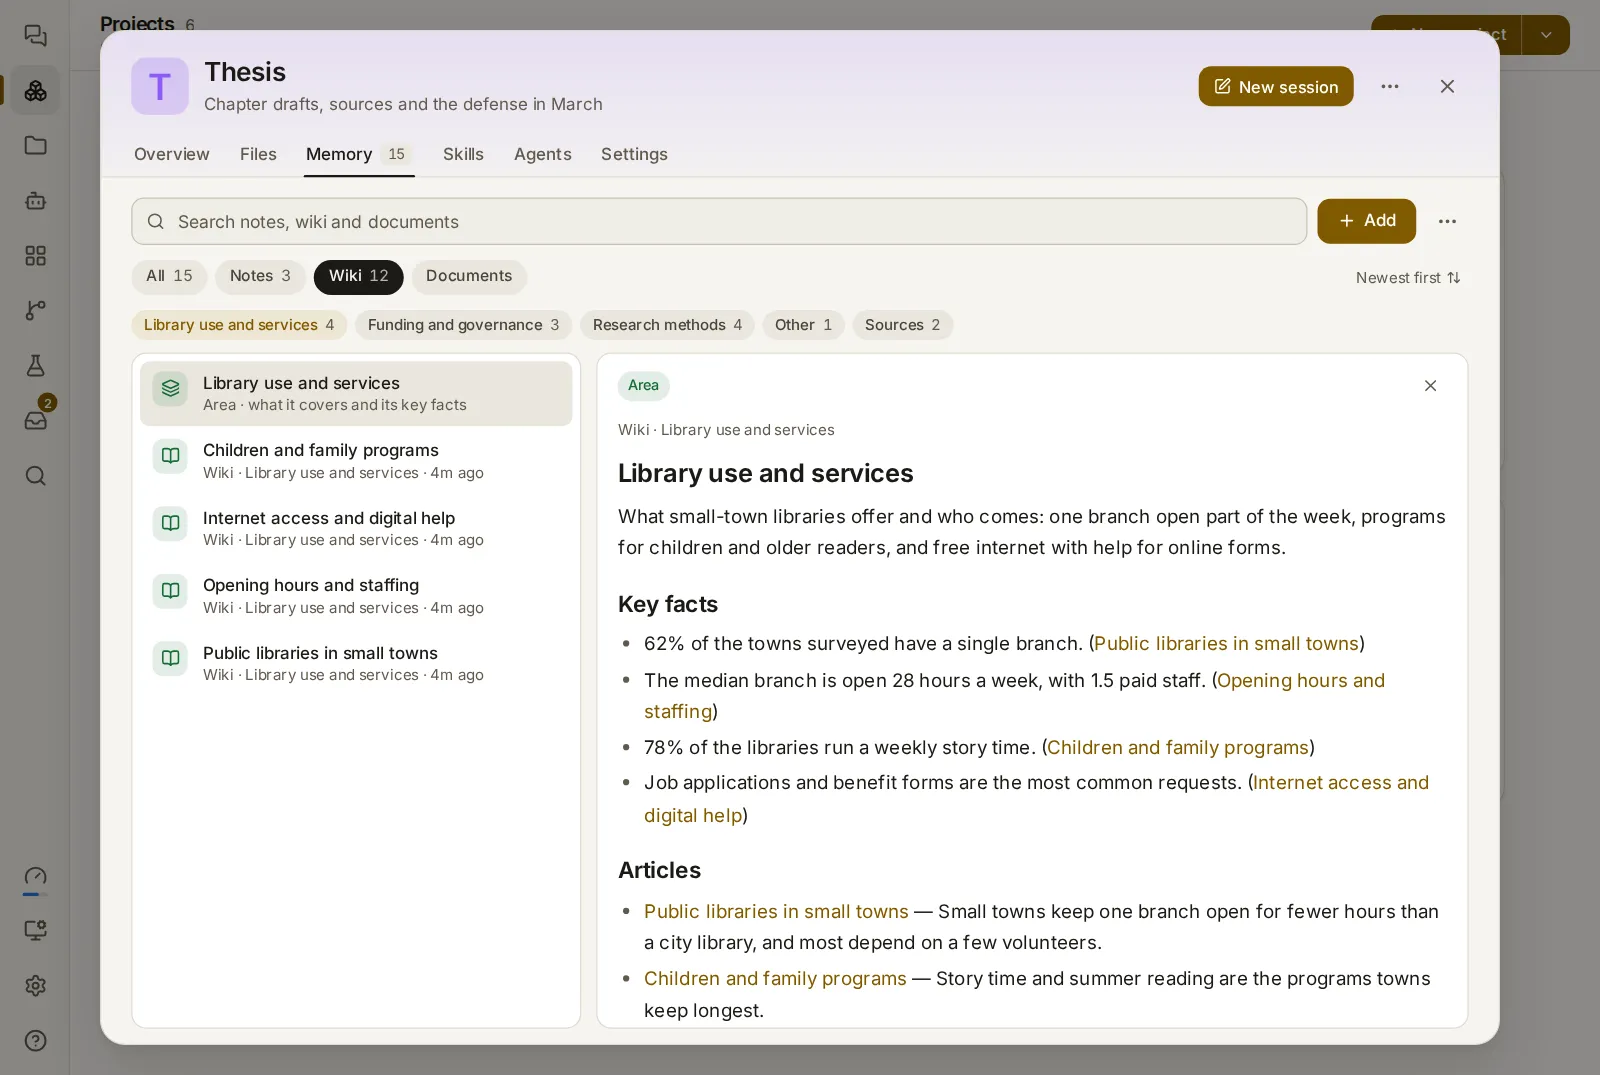 Projects 6
T
Thesis
Chapter drafts, sources and the defense in March
New session
Overview
Files
Memory 15
Skills
Agents
Settings
Search notes, wiki and documents
+ Add
All 15
Notes 3
Wiki 12
Documents
Newest first
Library use and services 4
Funding and governance 3
Research methods 4
Other 1
Sources 2
2
Library use and services
Area · what it covers and its key facts
Children and family programs
Wiki · Library use and services · 4m ago
Internet access and digital help
Wiki · Library use and services · 4m ago
Opening hours and staffing
Wiki · Library use and services · 4m ago
Public libraries in small towns
Wiki · Library use and services · 4m ago
Area
Wiki · Library use and services
Library use and services
What small-town libraries offer and who comes: one branch open part of the week, programs
for children and older readers, and free internet with help for online forms.
Key facts
• 62% of the towns surveyed have a single branch. (Public libraries in small towns)
• The median branch is open 28 hours a week, with 1.5 paid staff. (Opening hours and
staffing)
• 78% of the libraries run a weekly story time. (Children and family programs)
• Job applications and benefit forms are the most common requests. (Internet access and
digital help)
Articles
• Public libraries in small towns — Small towns keep one branch open for fewer hours than
a city library, and most depend on a few volunteers.
• Children and family programs — Story time and summer reading are the programs towns
keep longest.